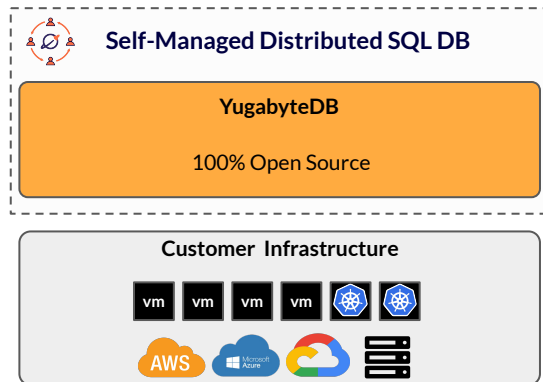 Self-Managed Distributed SQL DB
YugabyteDB
100% Open Source
Customer Infrastructure
vm vm vm vm
AWS Microsoft Azure